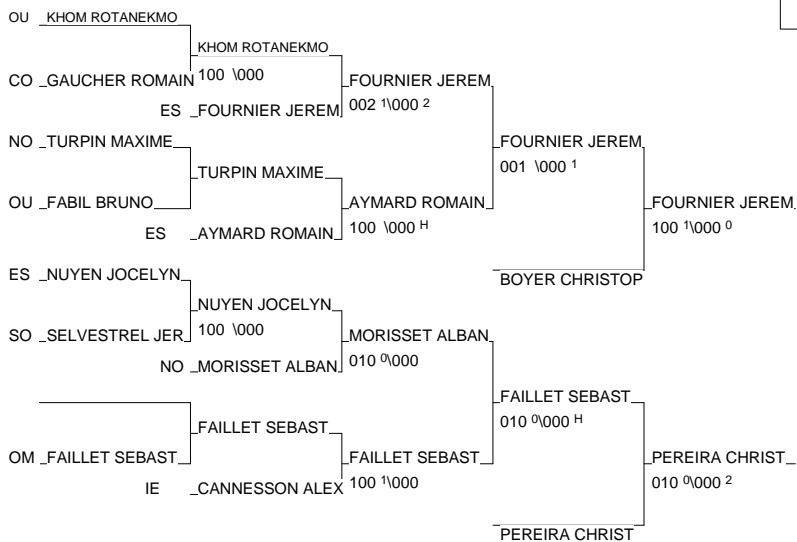 OU KHOM ROTANEKMO
KHOM ROTANEKMO
CO GAUCHER ROMAIN 100 \000 FOURNIER JEREM
ES FOURNIER JEREM 002 1\000 2
NO TURPIN MAXIME FOURNIER JEREM
TURPIN MAXIME 001 \000 1
OU FABIL BRUNO AYMARD ROMAIN FOURNIER JEREM
ES AYMARD ROMAIN 100 \000 H 100 1\000 0
ES NUYEN JOCELYN BOYER CHRISTOP
NUYEN JOCELYN
SO SELVESTREL JER 100 \000 MORISSET ALBAN
NO MORISSET ALBAN 010 0\000
FAILLET SEBAST
FAILLET SEBAST 010 0\000 H
OM FAILLET SEBAST FAILLET SEBAST PEREIRA CHRIST
IE CANNESSON ALEX 100 1\000 010 0\000 2
PEREIRA CHRIST